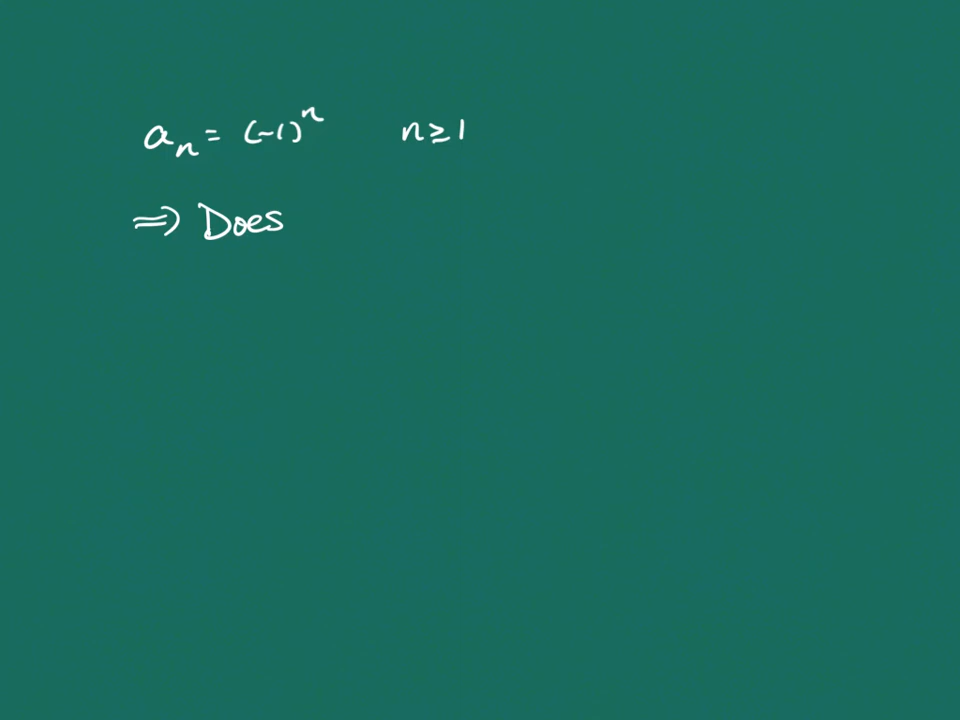 aₙ = (-1)ⁿ n ≥ 1
⇒ Does